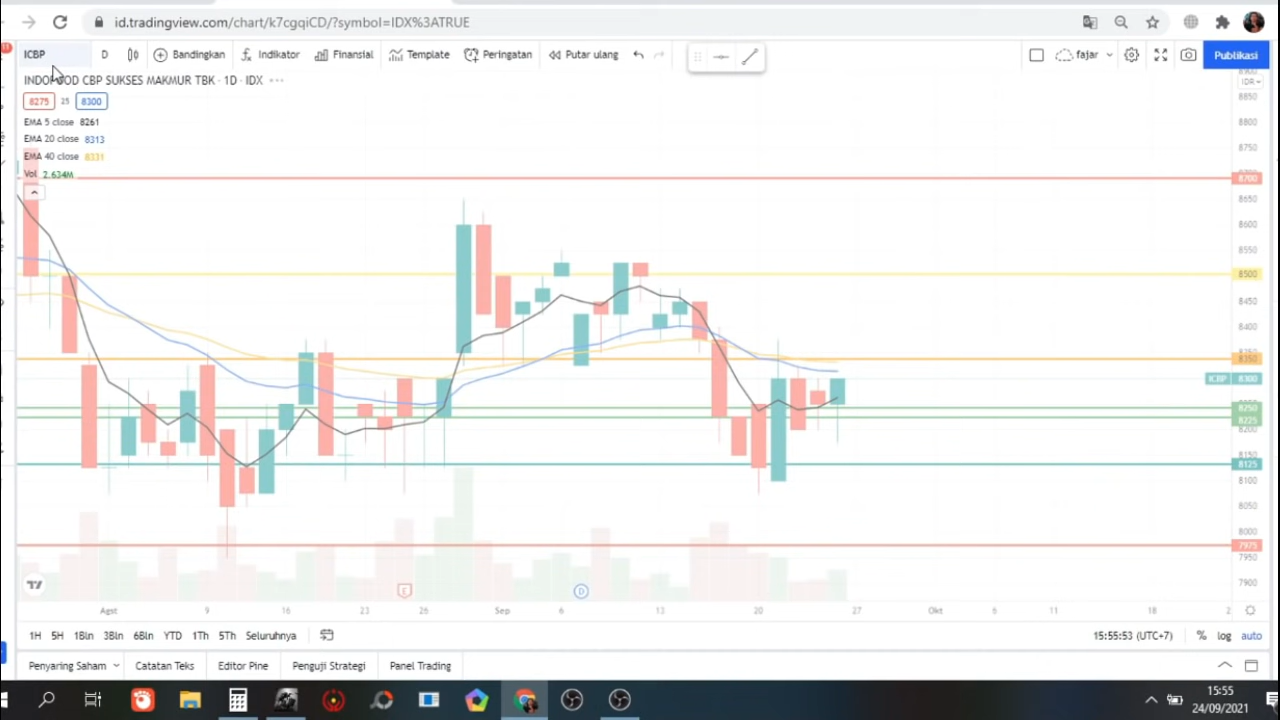 id.tradingview.com/chart/k7cgqiCD/?symbol=IDX%3ATRUE
11
ICBP D Bandingkan Indikator Finansial Template Peringatan Putar ulang fajar Publikasi
CBP SUKSES MAKMUR TBK · 1D · IDX
IDR
8275 25 8300
EMA 5 close 8261
EMA 20 close 8313
EMA 40 close 8331
Vol 2.634M
8850
8800
8750
8700
8650
8600
8550
8500
8450
8400
8350
ICBP 8300
8250
8225
8200
8150
8125
8100
8050
8000
7975
7950
7900
E
D
Agst 9 16 23 26 Sep 6 13 20 27 Okt 6 11 18 2
1H 5H 1Bln 3Bln 6Bln YTD 1Th 5Th Seluruhnya 15:55:53 (UTC+7) % log auto
Penyaring Saham Catatan Teks Editor Pine Penguji Strategi Panel Trading
15:55
24/09/2021